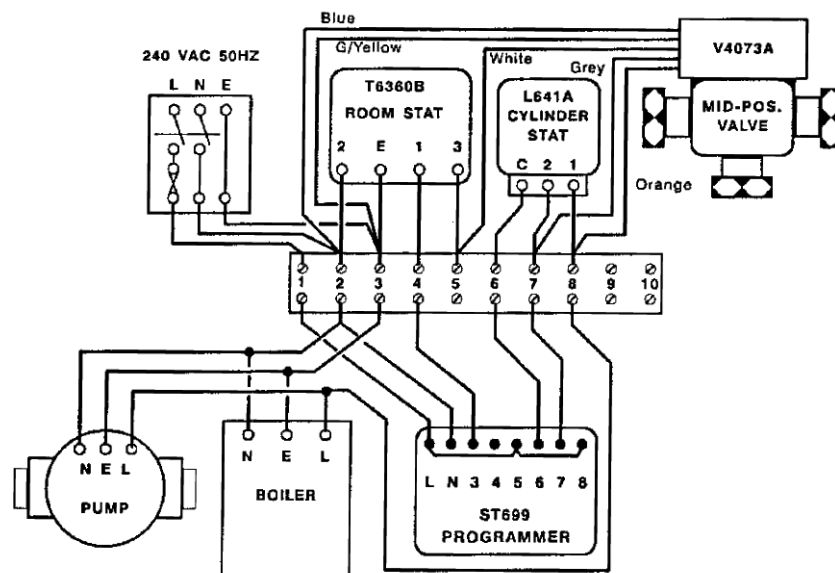 Blue
240 VAC 50HZ
G/Yellow
White
V4073A
L N E
T6360B
ROOM STAT
Grey
L641A
CYLINDER
STAT
MID-POS.
VALVE
2 E 1 3
C 2 1
Orange
1 2 3 4 5 6 7 8 9 10
N E L
PUMP
N E L
BOILER
L N 3 4 5 6 7 8
ST699
PROGRAMMER